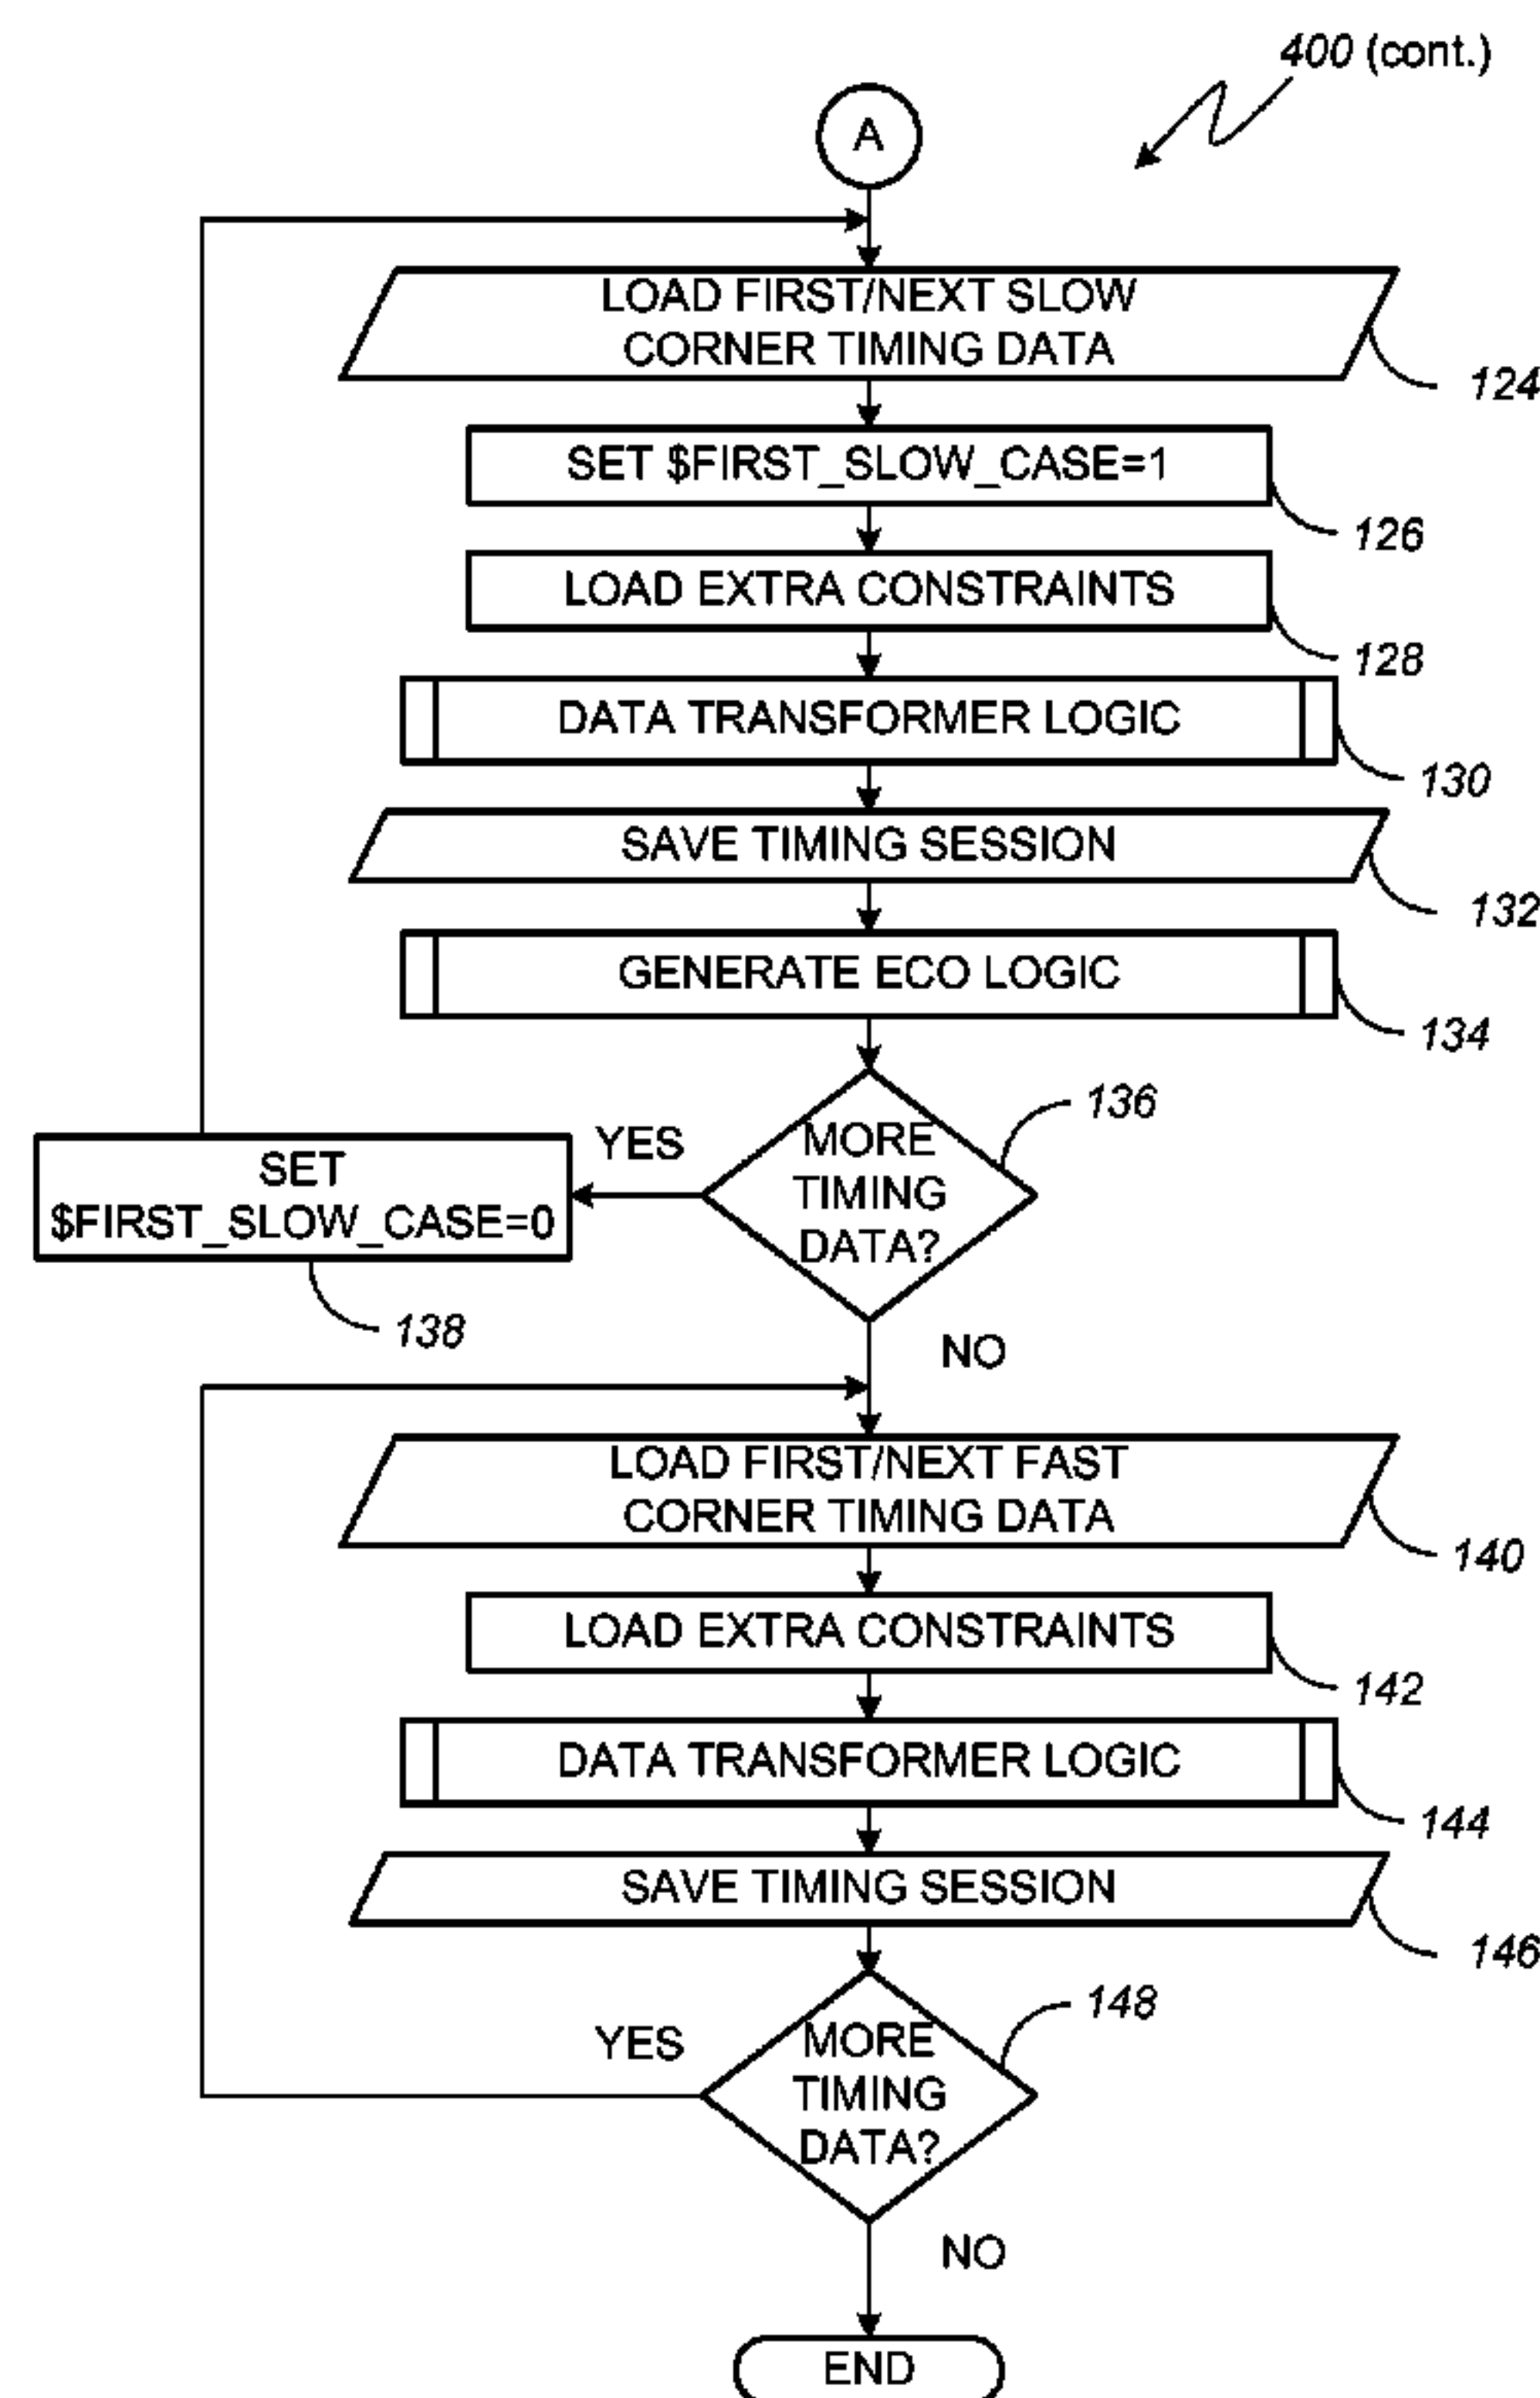 400 (cont.)
A
LOAD FIRST/NEXT SLOW
CORNER TIMING DATA
124
SET $FIRST_SLOW_CASE=1
126
LOAD EXTRA CONSTRAINTS
128
DATA TRANSFORMER LOGIC
130
SAVE TIMING SESSION
132
GENERATE ECO LOGIC
134
136
MORE
TIMING
DATA?
YES
SET
$FIRST_SLOW_CASE=0
138
NO
LOAD FIRST/NEXT FAST
CORNER TIMING DATA
140
LOAD EXTRA CONSTRAINTS
142
DATA TRANSFORMER LOGIC
144
SAVE TIMING SESSION
146
148
MORE
TIMING
DATA?
YES
NO
END